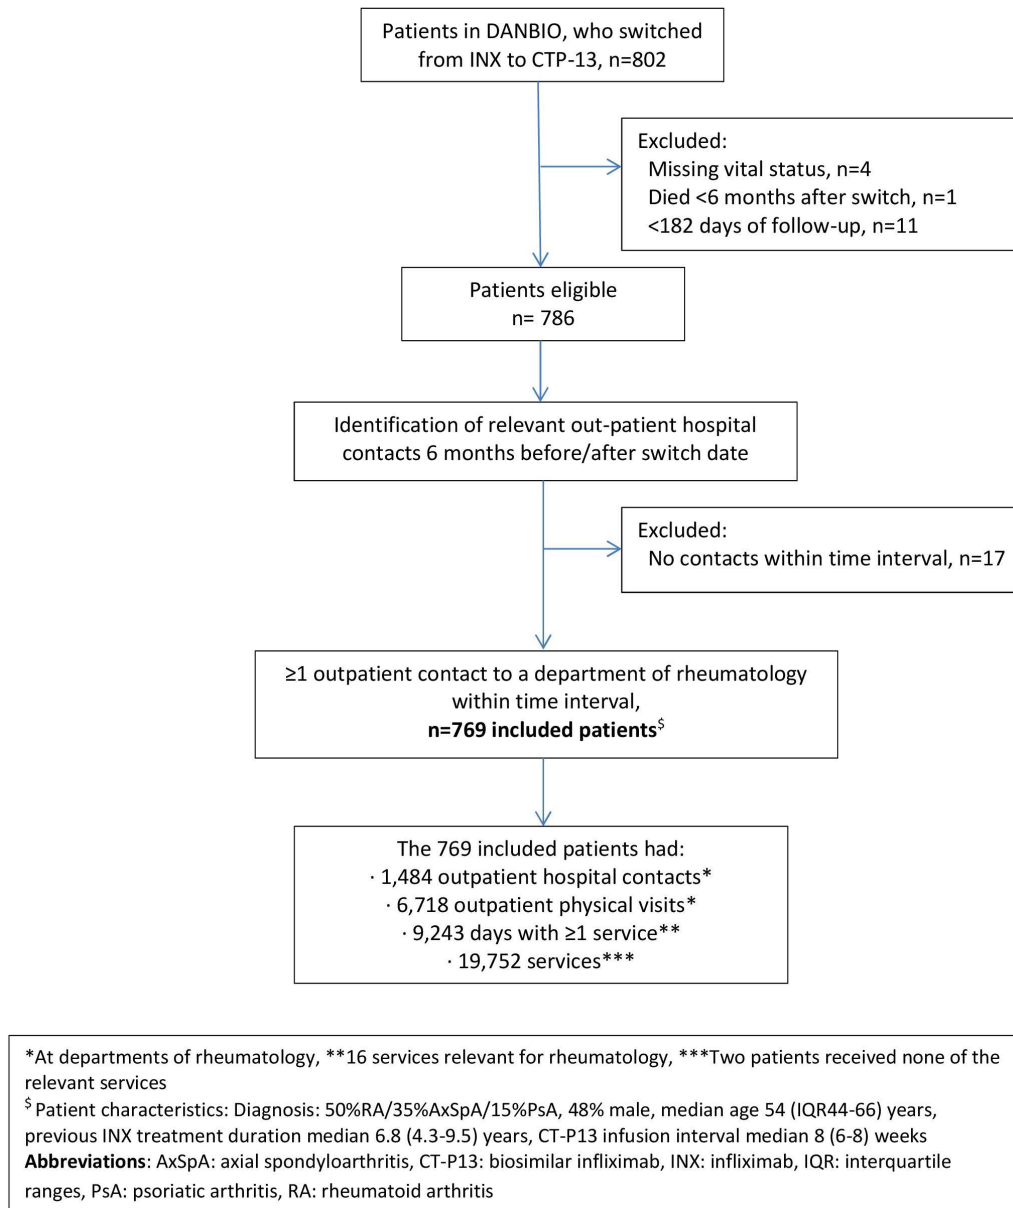 Patients in DANBIO, who switched
from INX to CTP-13, n=802
Excluded:
Missing vital status, n=4
Died <6 months after switch, n=1
<182 days of follow-up, n=11
Patients eligible
n= 786
Identification of relevant out-patient hospital
contacts 6 months before/after switch date
Excluded:
No contacts within time interval, n=17
≥1 outpatient contact to a department of rheumatology
within time interval,
n=769 included patients$
The 769 included patients had:
· 1,484 outpatient hospital contacts*
· 6,718 outpatient physical visits*
· 9,243 days with ≥1 service**
· 19,752 services***
*At departments of rheumatology, **16 services relevant for rheumatology, ***Two patients received none of the
relevant services
$ Patient characteristics: Diagnosis: 50%RA/35%AxSpA/15%PsA, 48% male, median age 54 (IQR44-66) years,
previous INX treatment duration median 6.8 (4.3-9.5) years, CT-P13 infusion interval median 8 (6-8) weeks
Abbreviations: AxSpA: axial spondyloarthritis, CT-P13: biosimilar infliximab, INX: infliximab, IQR: interquartile
ranges, PsA: psoriatic arthritis, RA: rheumatoid arthritis